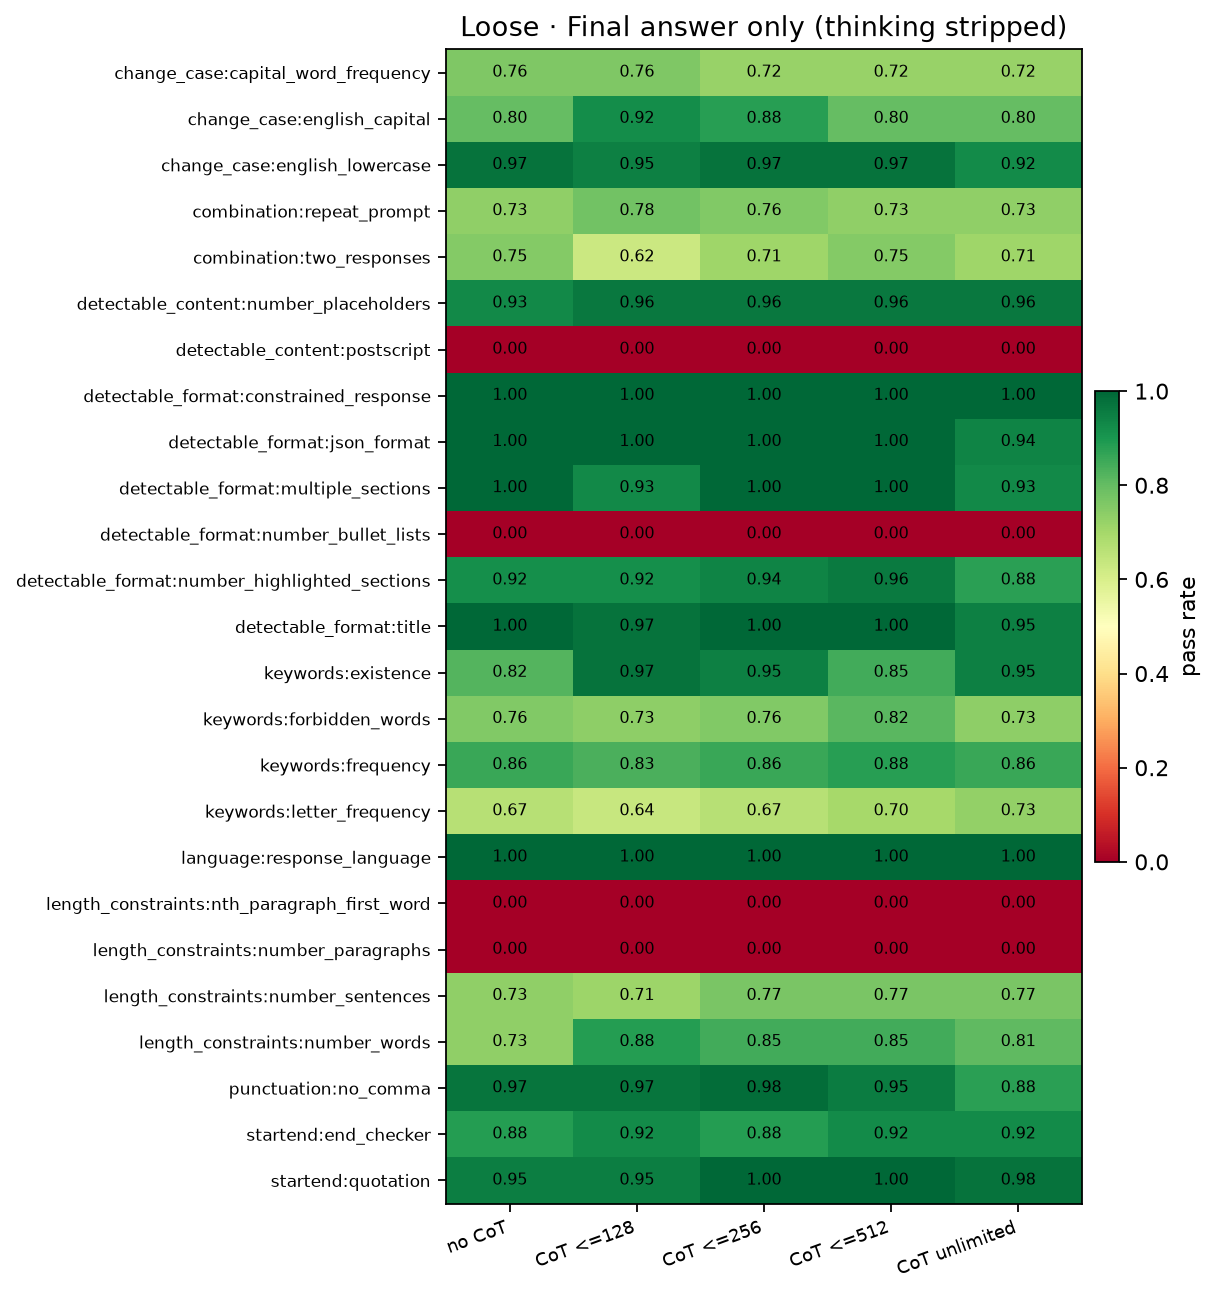 Loose · Final answer only (thinking stripped)
change_case:capital_word_frequency 0.76 0.76 0.72 0.72 0.72
change_case:english_capital 0.80 0.92 0.88 0.80 0.80
change_case:english_lowercase 0.97 0.95 0.97 0.97 0.92
combination:repeat_prompt 0.73 0.78 0.76 0.73 0.73
combination:two_responses 0.75 0.62 0.71 0.75 0.71
detectable_content:number_placeholders 0.93 0.96 0.96 0.96 0.96
detectable_content:postscript 0.00 0.00 0.00 0.00 0.00
detectable_format:constrained_response 1.00 1.00 1.00 1.00 1.00
detectable_format:json_format 1.00 1.00 1.00 1.00 0.94
detectable_format:multiple_sections 1.00 0.93 1.00 1.00 0.93
detectable_format:number_bullet_lists 0.00 0.00 0.00 0.00 0.00
detectable_format:number_highlighted_sections 0.92 0.92 0.94 0.96 0.88
detectable_format:title 1.00 0.97 1.00 1.00 0.95
keywords:existence 0.82 0.97 0.95 0.85 0.95
keywords:forbidden_words 0.76 0.73 0.76 0.82 0.73
keywords:frequency 0.86 0.83 0.86 0.88 0.86
keywords:letter_frequency 0.67 0.64 0.67 0.70 0.73
language:response_language 1.00 1.00 1.00 1.00 1.00
length_constraints:nth_paragraph_first_word 0.00 0.00 0.00 0.00 0.00
length_constraints:number_paragraphs 0.00 0.00 0.00 0.00 0.00
length_constraints:number_sentences 0.73 0.71 0.77 0.77 0.77
length_constraints:number_words 0.73 0.88 0.85 0.85 0.81
punctuation:no_comma 0.97 0.97 0.98 0.95 0.88
startend:end_checker 0.88 0.92 0.88 0.92 0.92
startend:quotation 0.95 0.95 1.00 1.00 0.98
no CoT
CoT <=128
CoT <=256
CoT <=512
CoT unlimited
1.0
0.8
0.6
0.4
0.2
0.0
pass rate